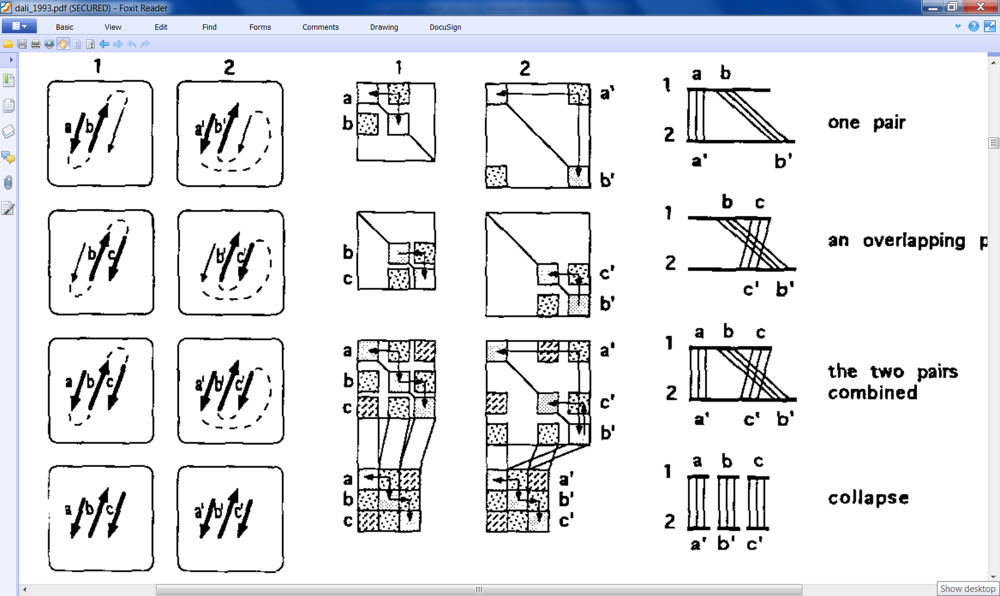 dali_1993.pdf (SECURED) - Foxit Reader
Basic View Edit Find Forms Comments Drawing DocuSign
1 2 1 2
a b
1
a b
a' b'
a
b
a'
b'
2
a' b'
one pair
b c
1
b c
b' c'
b
c
c'
b'
2
c' b'
an overlapping p
a b c
1
a b c
a' b' c'
a
b
c
a'
c'
b'
2
a' c' b'
the two pairs
combined
a b c
1
a b c
a' b' c'
a
b
c
a'
b'
c'
2
a' b' c'
collapse
Show desktop